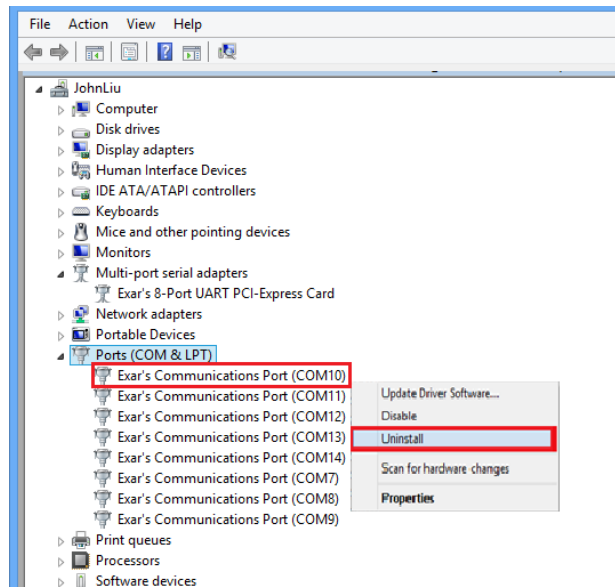 File Action View Help
JohnLiu
Computer
Disk drives
Display adapters
Human Interface Devices
IDE ATA/ATAPI controllers
Keyboards
Mice and other pointing devices
Monitors
Multi-port serial adapters
Exar's 8-Port UART PCI-Express Card
Network adapters
Portable Devices
Ports (COM & LPT)
Exar's Communications Port (COM10)
Exar's Communications Port (COM11)
Exar's Communications Port (COM12)
Exar's Communications Port (COM13)
Exar's Communications Port (COM14)
Exar's Communications Port (COM7)
Exar's Communications Port (COM8)
Exar's Communications Port (COM9)
Print queues
Processors
Software devices
Update Driver Software...
Disable
Uninstall
Scan for hardware changes
Properties